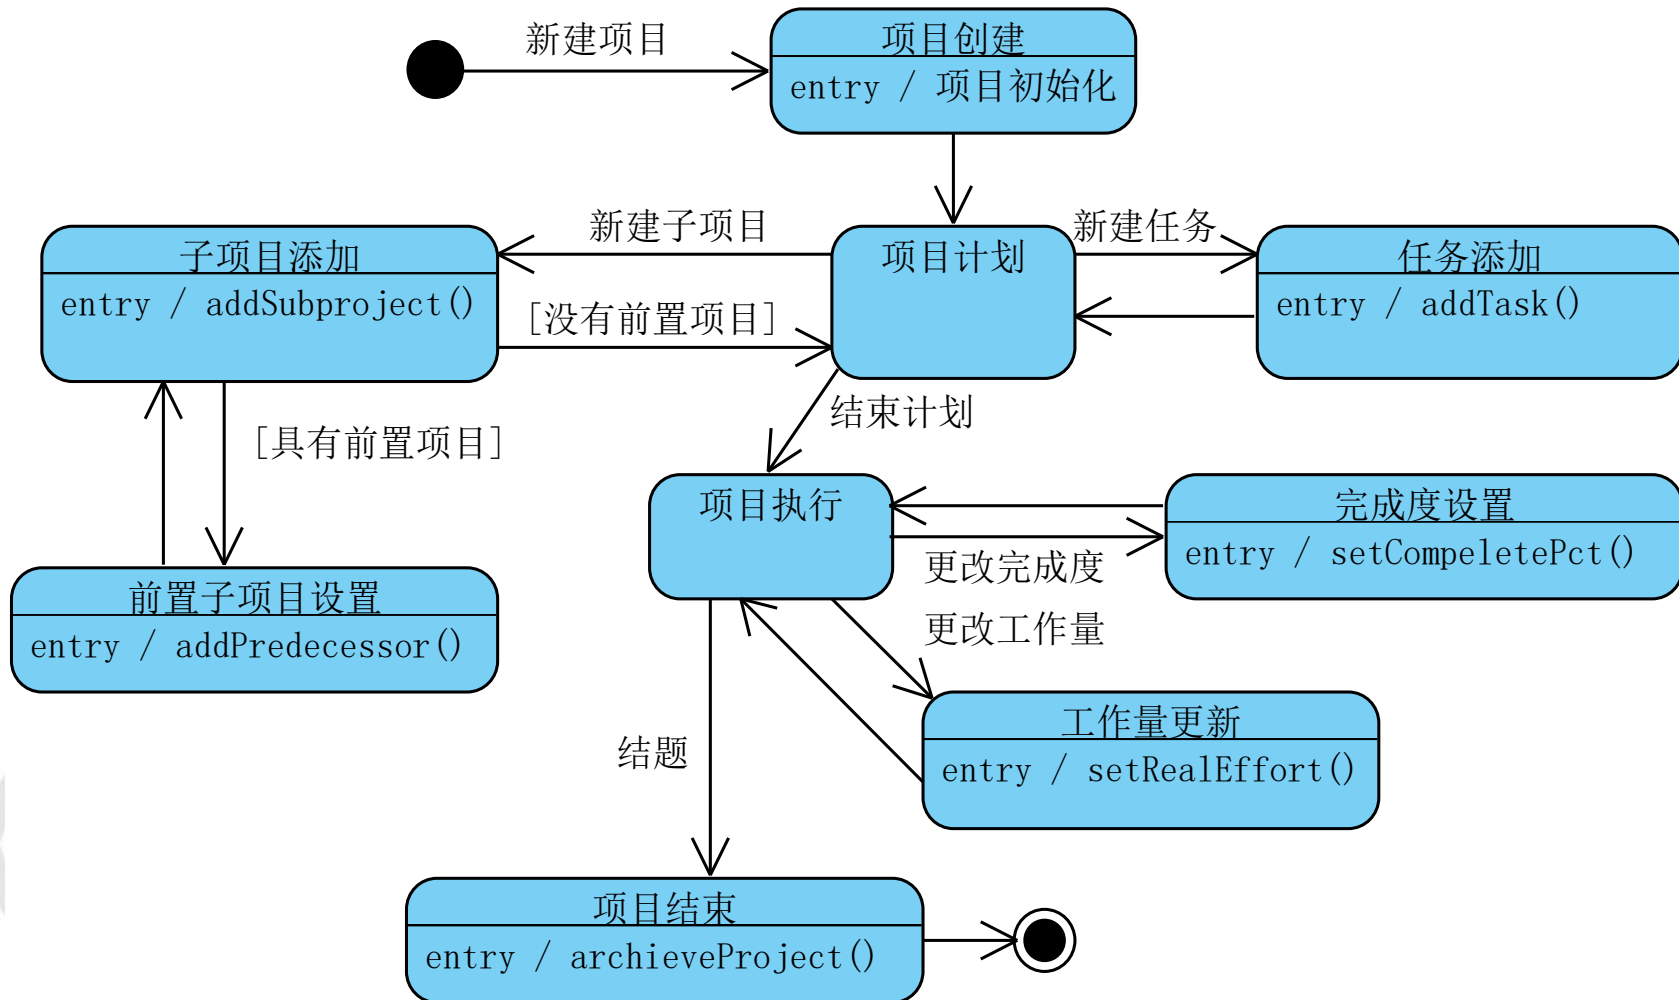 新建项目
项目创建
entry / 项目初始化
新建子项目
项目计划
新建任务
子项目添加
entry / addSubproject()
任务添加
entry / addTask()
[没有前置项目]
结束计划
[具有前置项目]
项目执行
完成度设置
entry / setCompeletePct()
更改完成度
前置子项目设置
entry / addPredecessor()
更改工作量
工作量更新
entry / setRealEffort()
结题
项目结束
entry / archieveProject()